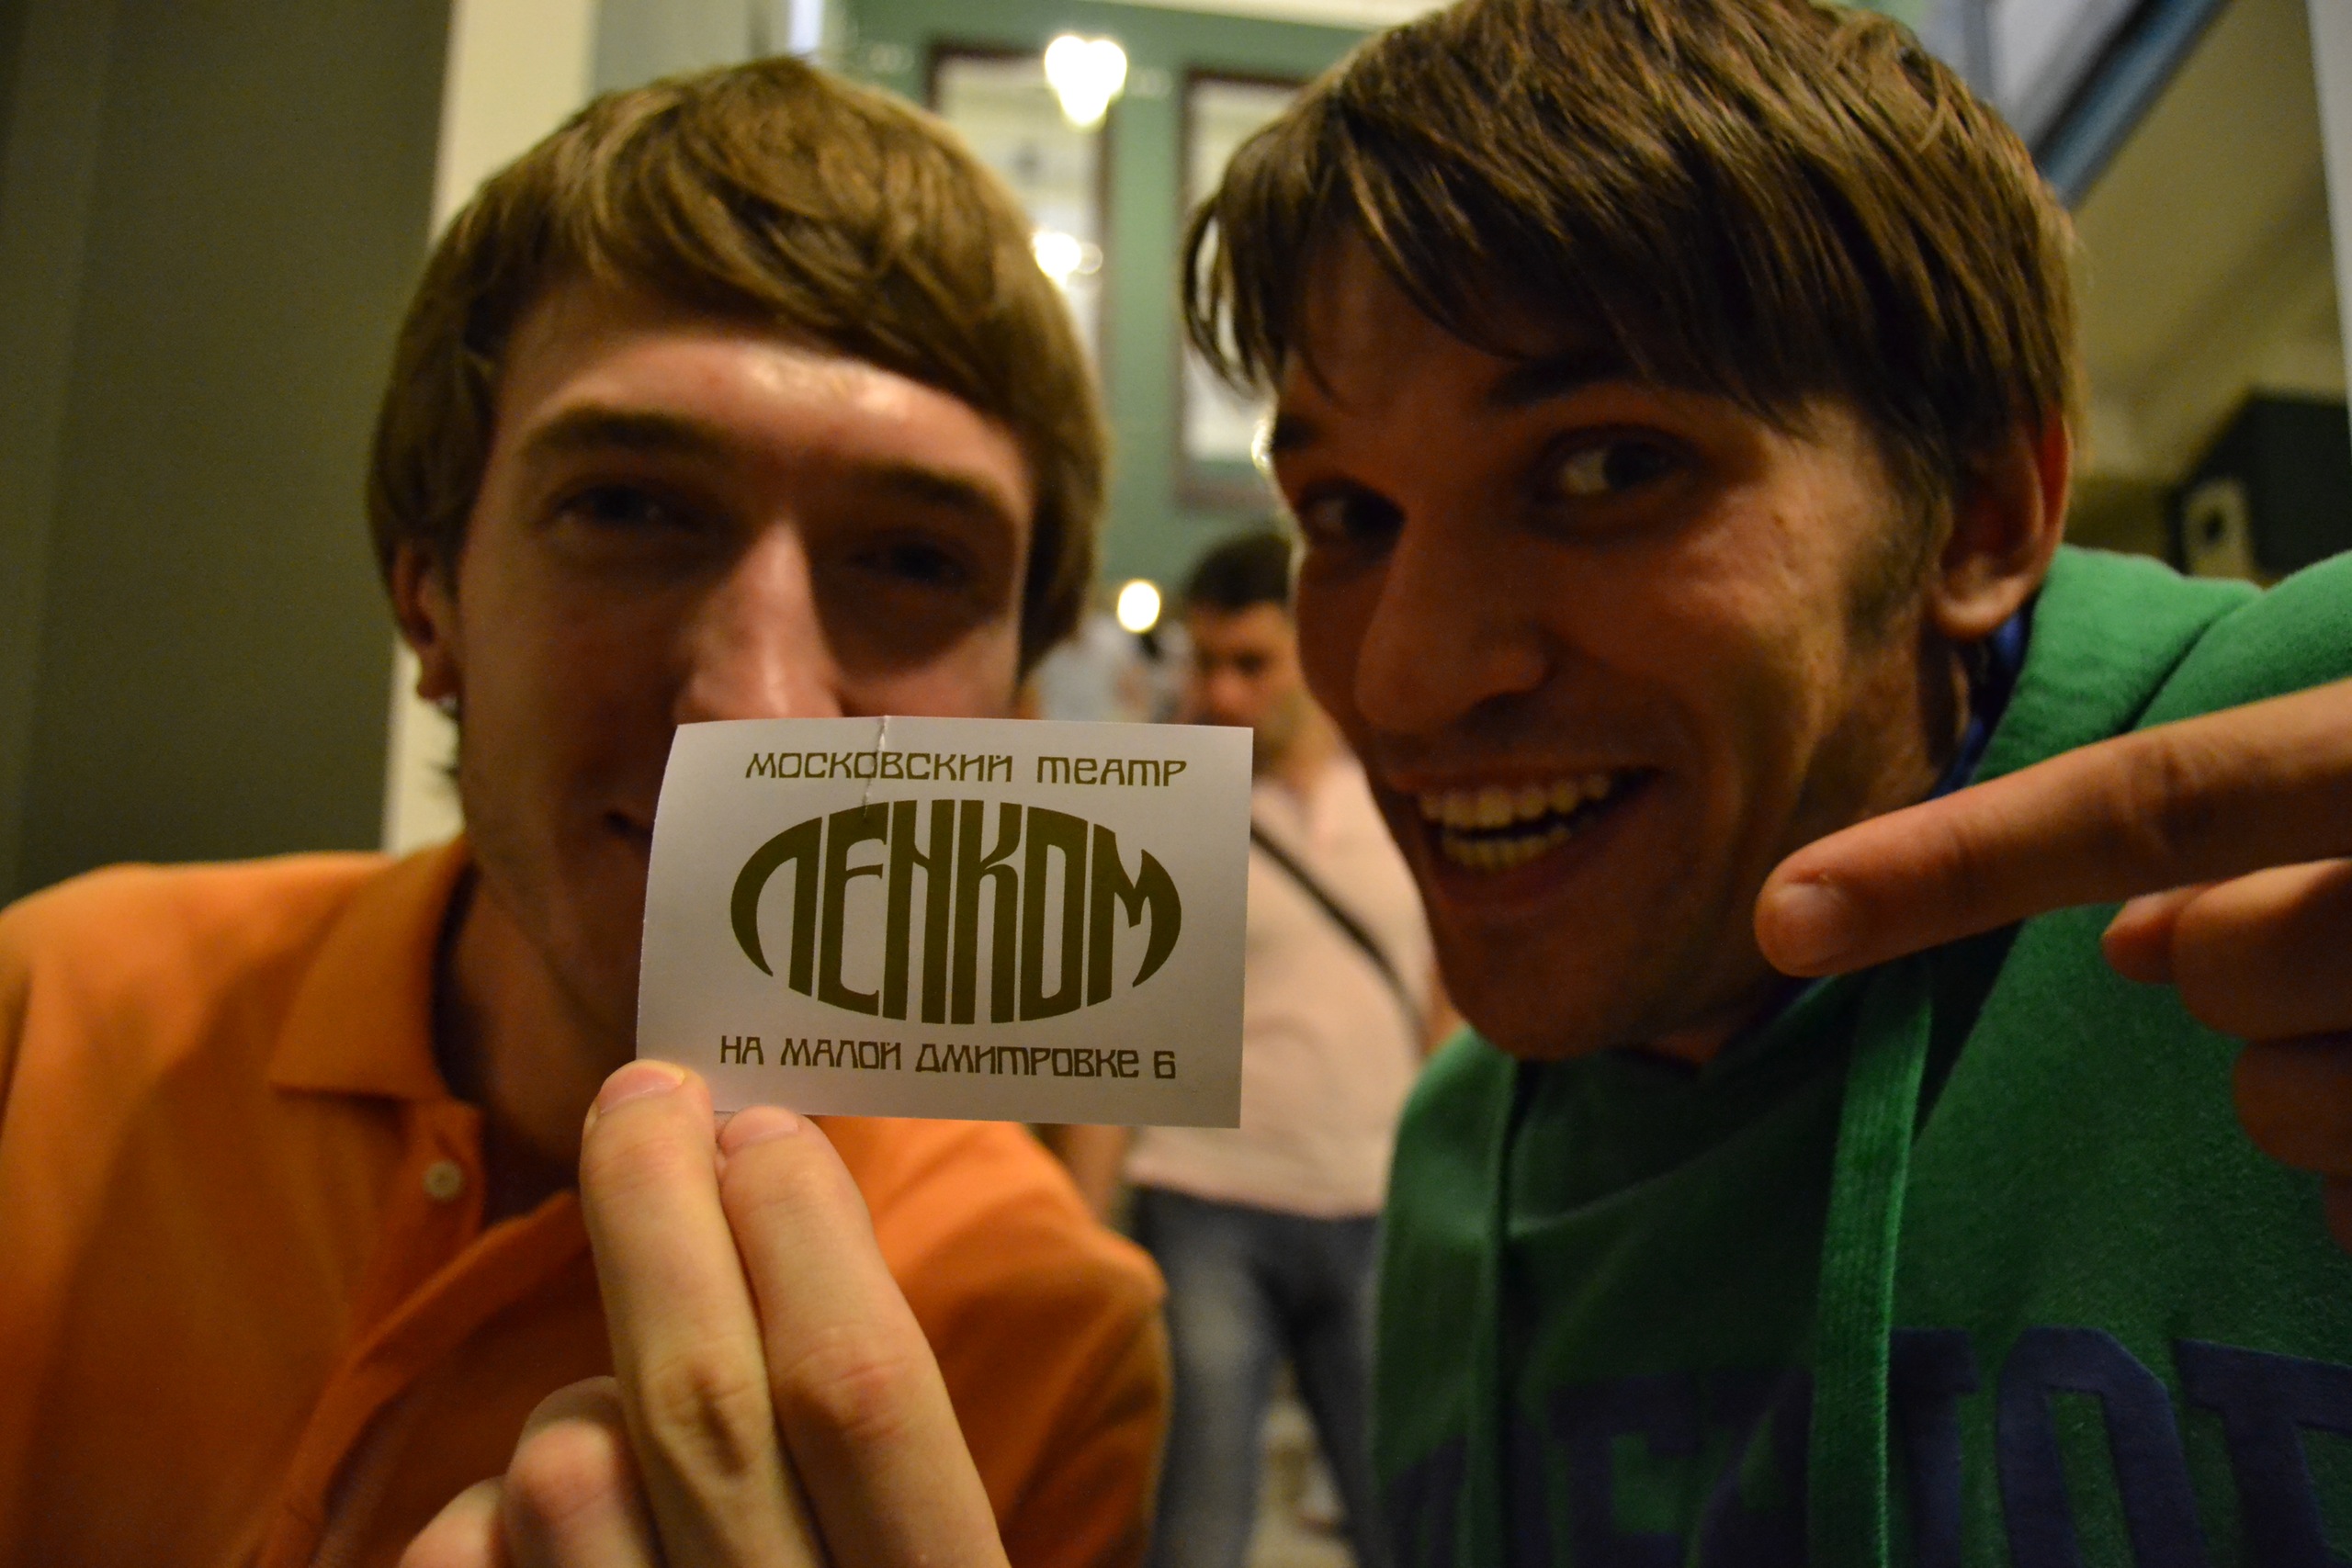 МОСКОВСКИЙ ТЕАТР
ЛЕНКОМ
НА МАЛОЙ ДМИТРОВКЕ 6